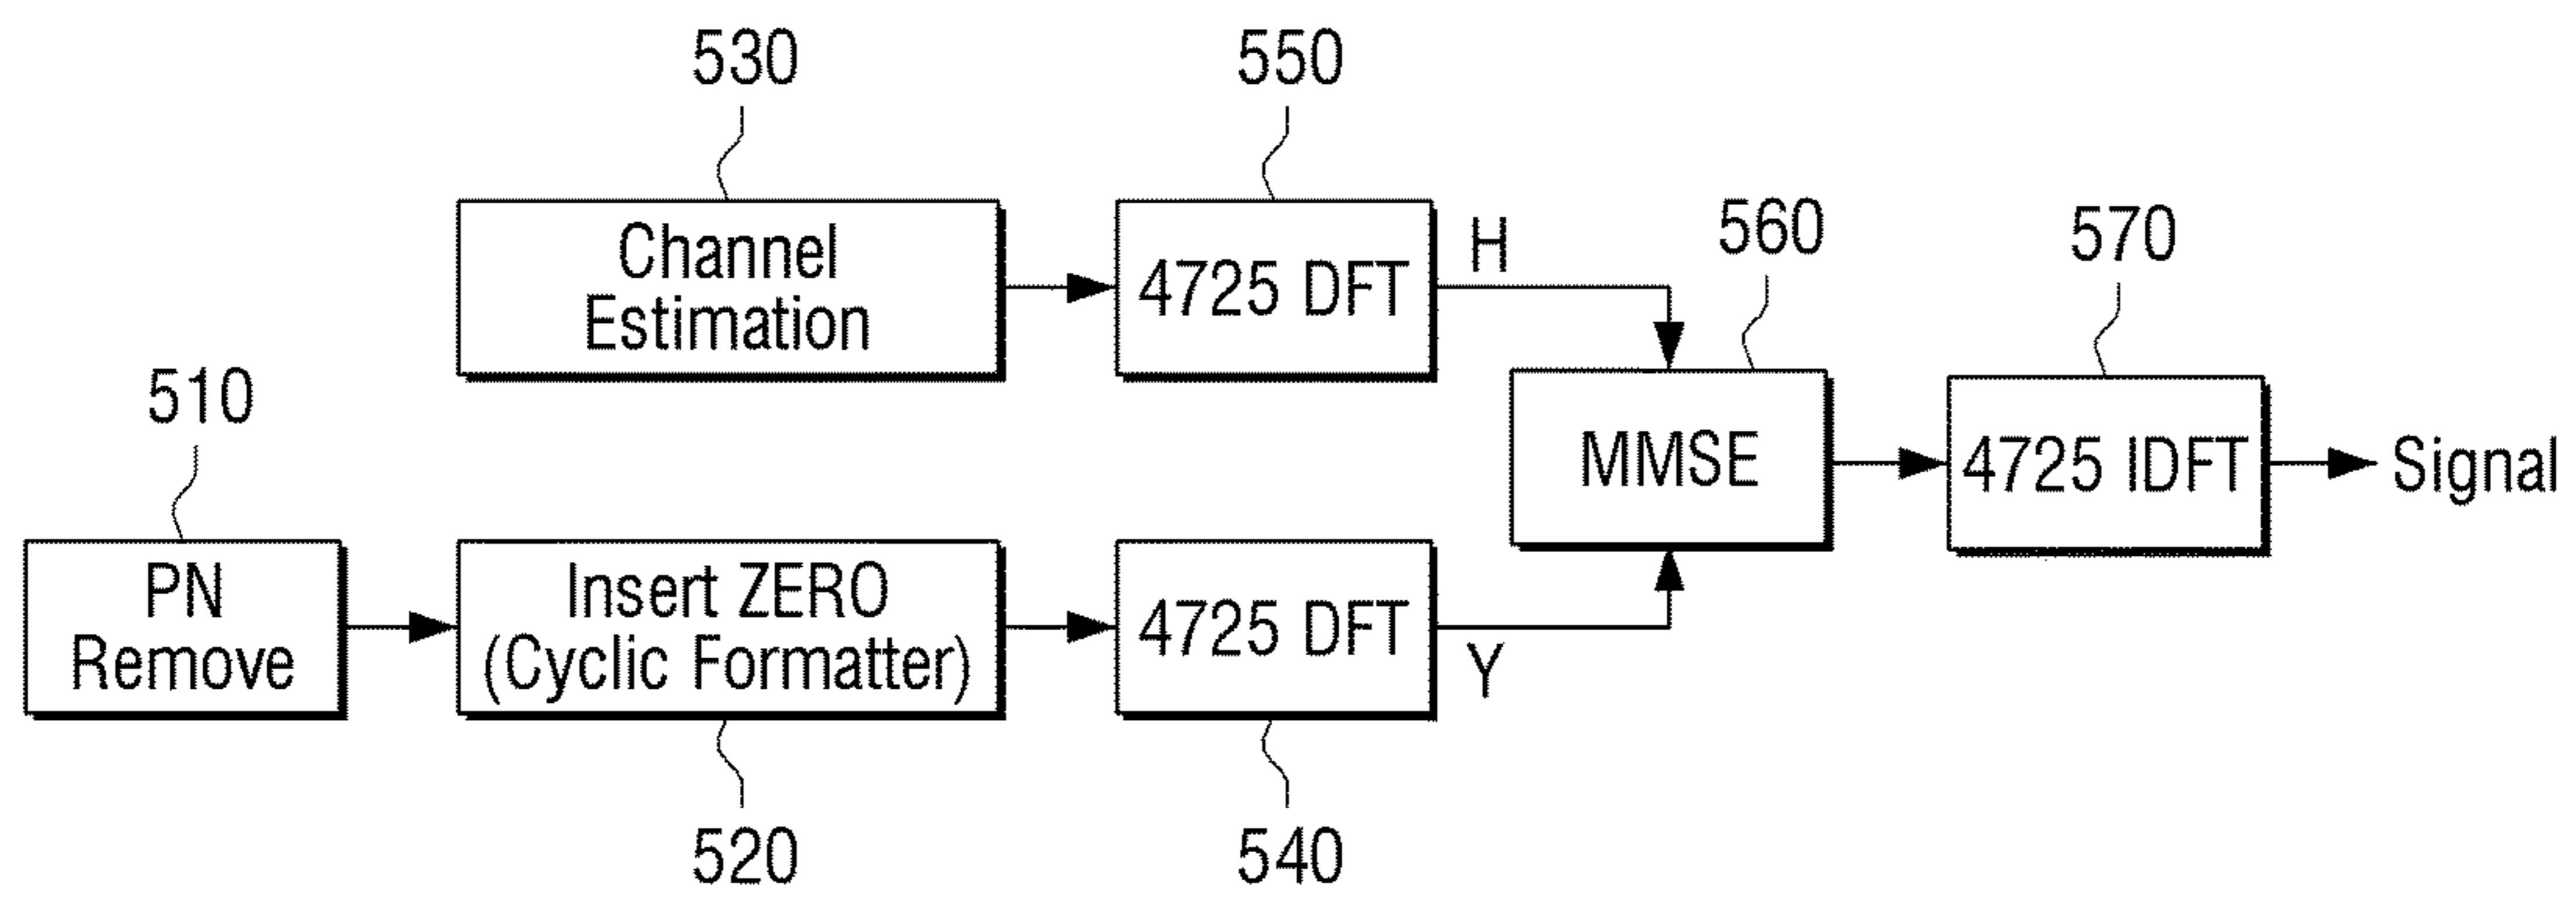 530
550
Channel
Estimation
4725 DFT
H
560
570
510
MMSE
4725 IDFT
Signal
PN
Remove
Insert ZERO
(Cyclic Formatter)
4725 DFT
Y
520
540